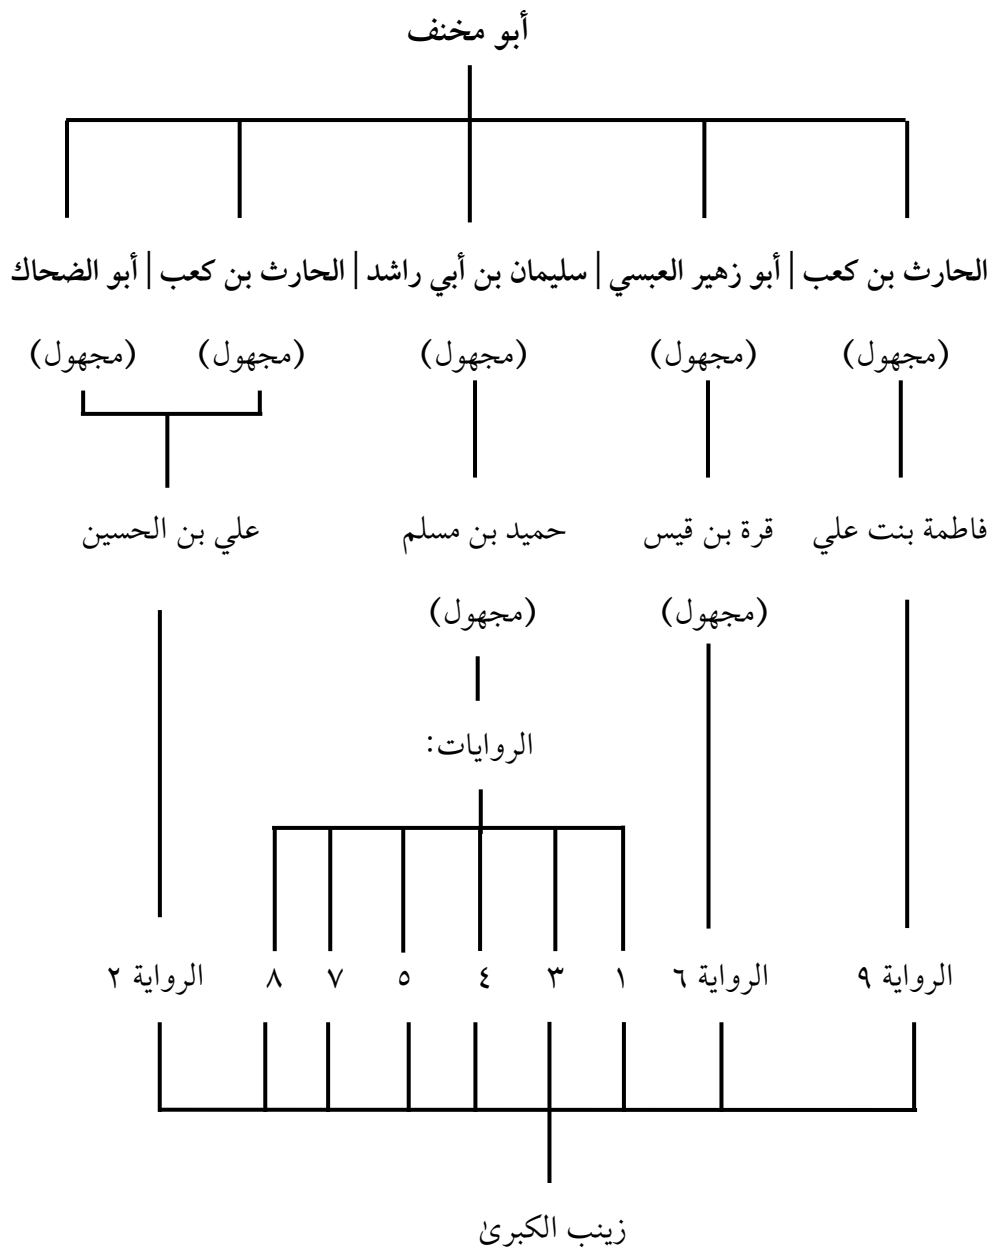 أبو مخنف
الحارث بن كعب | أبو زهير العبسي | سليمان بن أبي راشد | الحارث بن كعب | أبو الضحاك
(مجهول) (مجهول) (مجهول) (مجهول) (مجهول)
فاطمة بنت علي قرة بن قيس حميد بن مسلم علي بن الحسين
(مجهول) (مجهول)
الروايات:
الرواية ٩ الرواية ٦ ١ ٣ ٤ ٥ ٧ ٨ الرواية ٢
زينب الكبرىٰ